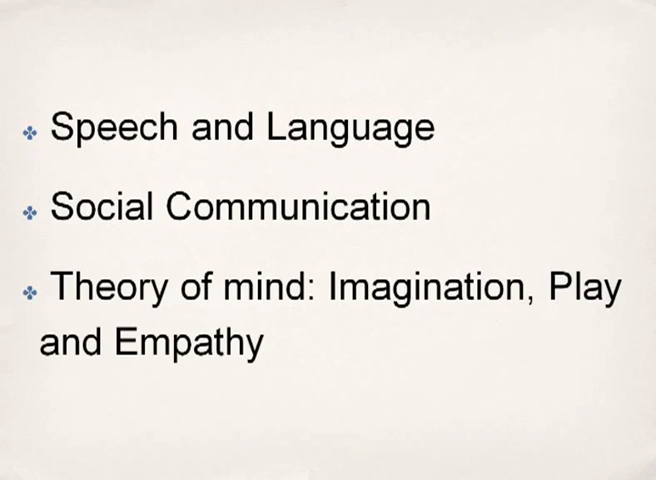 Speech and Language
Social Communication
Theory of mind: Imagination, Play
and Empathy